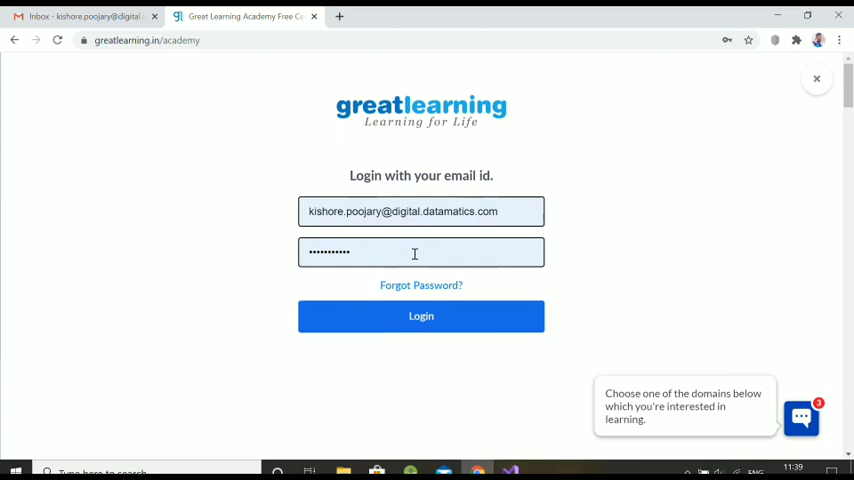 Inbox - kishore.poojary@digital.
Great Learning Academy Free Co
greatlearning.in/academy
greatlearning
Learning for Life
Login with your email id.
kishore.poojary@digital.datamatics.com
•••••••••••
Forgot Password?
Login
Choose one of the domains below
which you're interested in
learning.
3
Type here to search
ENG
11:39